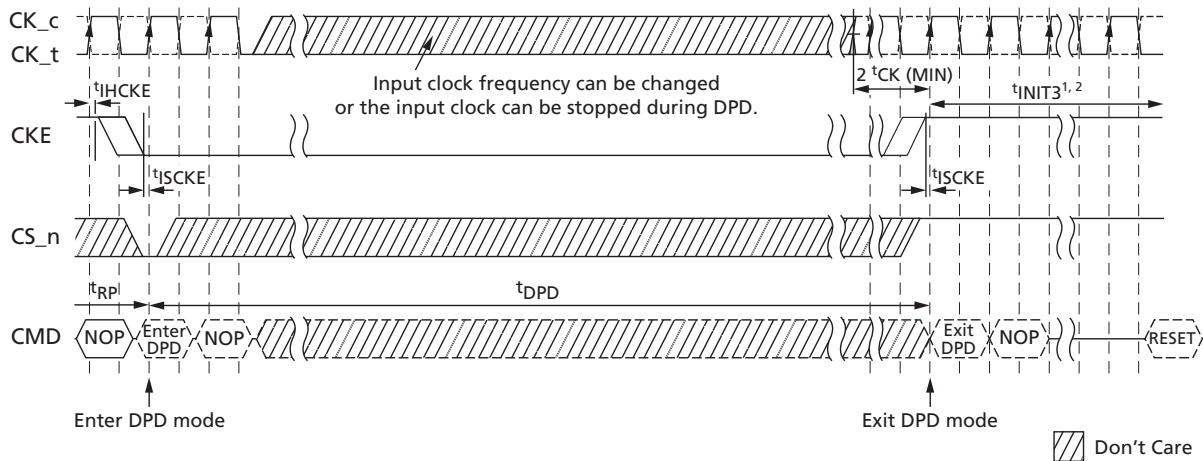 CK_c
CK_t
Input clock frequency can be changed
or the input clock can be stopped during DPD.
2 tCK (MIN)
tINIT3 1, 2
tIHCKE
CKE
tISCKE
tISCKE
CS_n
tRP
tDPD
CMD
NOP
Enter
DPD
NOP
Exit
DPD
NOP
RESET
Enter DPD mode
Exit DPD mode
Don't Care